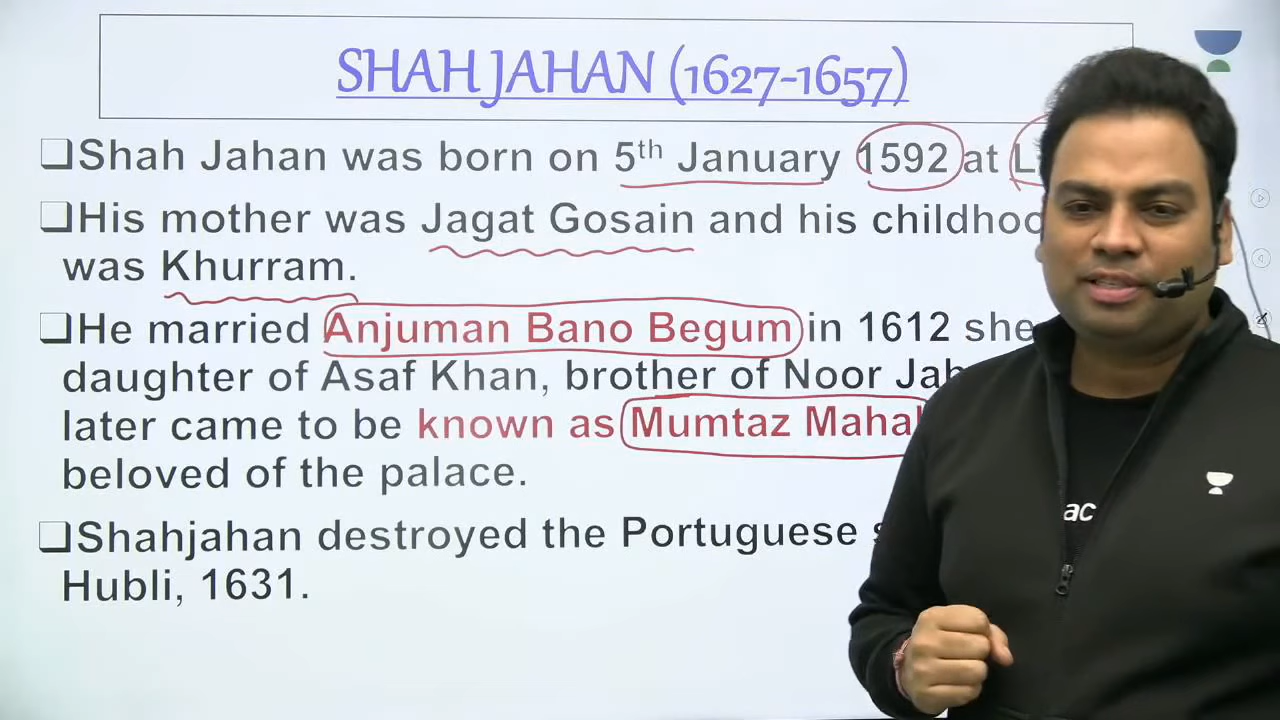 SHAH JAHAN (1627-1657)
❑Shah Jahan was born on 5th January 1592 at
❑His mother was Jagat Gosain and his
was Khurram.
❑He married Anjuman Bano Begum in 1612 she
daughter of Asaf Khan, brother of Noor
later came to be known as Mumtaz Mahal
beloved of the palace.
❑Shahjahan destroyed the Portuguese
Hubli, 1631.
ac